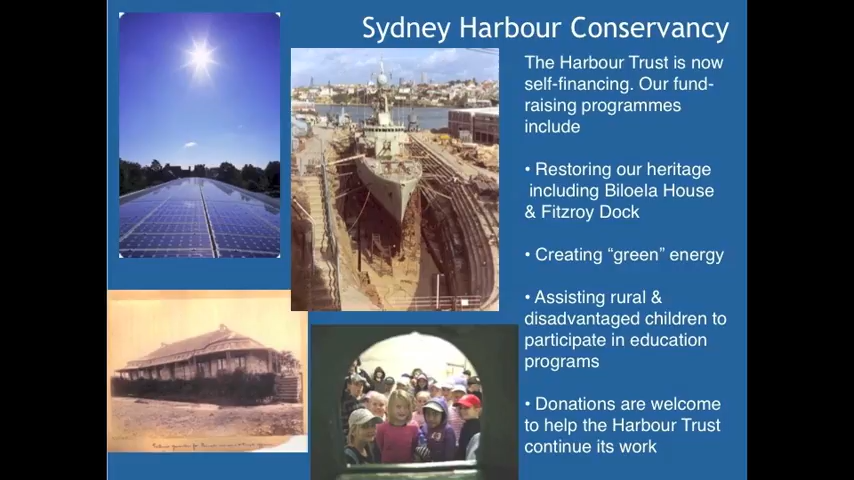 Sydney Harbour Conservancy
The Harbour Trust is now
self-financing. Our fund-
raising programmes
include
• Restoring our heritage
including Biloela House
& Fitzroy Dock
• Creating “green” energy
• Assisting rural &
disadvantaged children to
participate in education
programs
• Donations are welcome
to help the Harbour Trust
continue its work